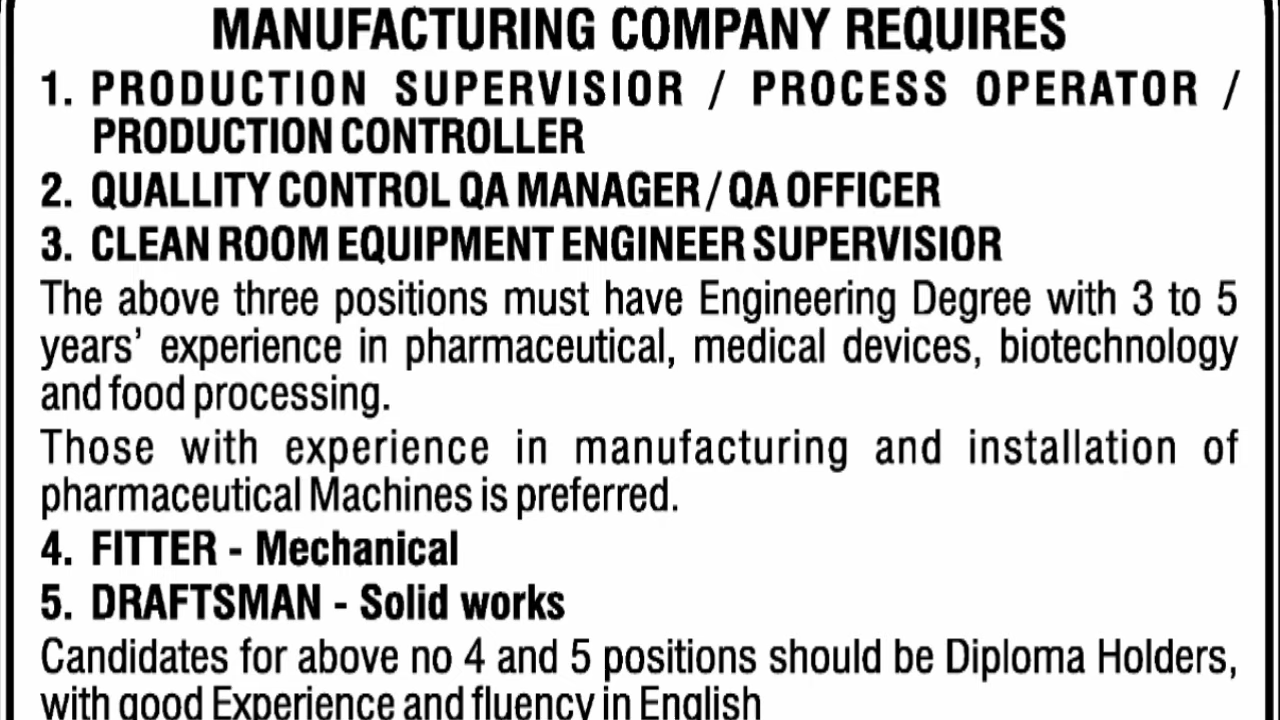 MANUFACTURING COMPANY REQUIRES
1. PRODUCTION SUPERVISIOR / PROCESS OPERATOR /
PRODUCTION CONTROLLER
2. QUALLITY CONTROL QA MANAGER / QA OFFICER
3. CLEAN ROOM EQUIPMENT ENGINEER SUPERVISIOR
The above three positions must have Engineering Degree with 3 to 5
years' experience in pharmaceutical, medical devices, biotechnology
and food processing.
Those with experience in manufacturing and installation of
pharmaceutical Machines is preferred.
4. FITTER - Mechanical
5. DRAFTSMAN - Solid works
Candidates for above no 4 and 5 positions should be Diploma Holders,
with good Experience and fluency in English